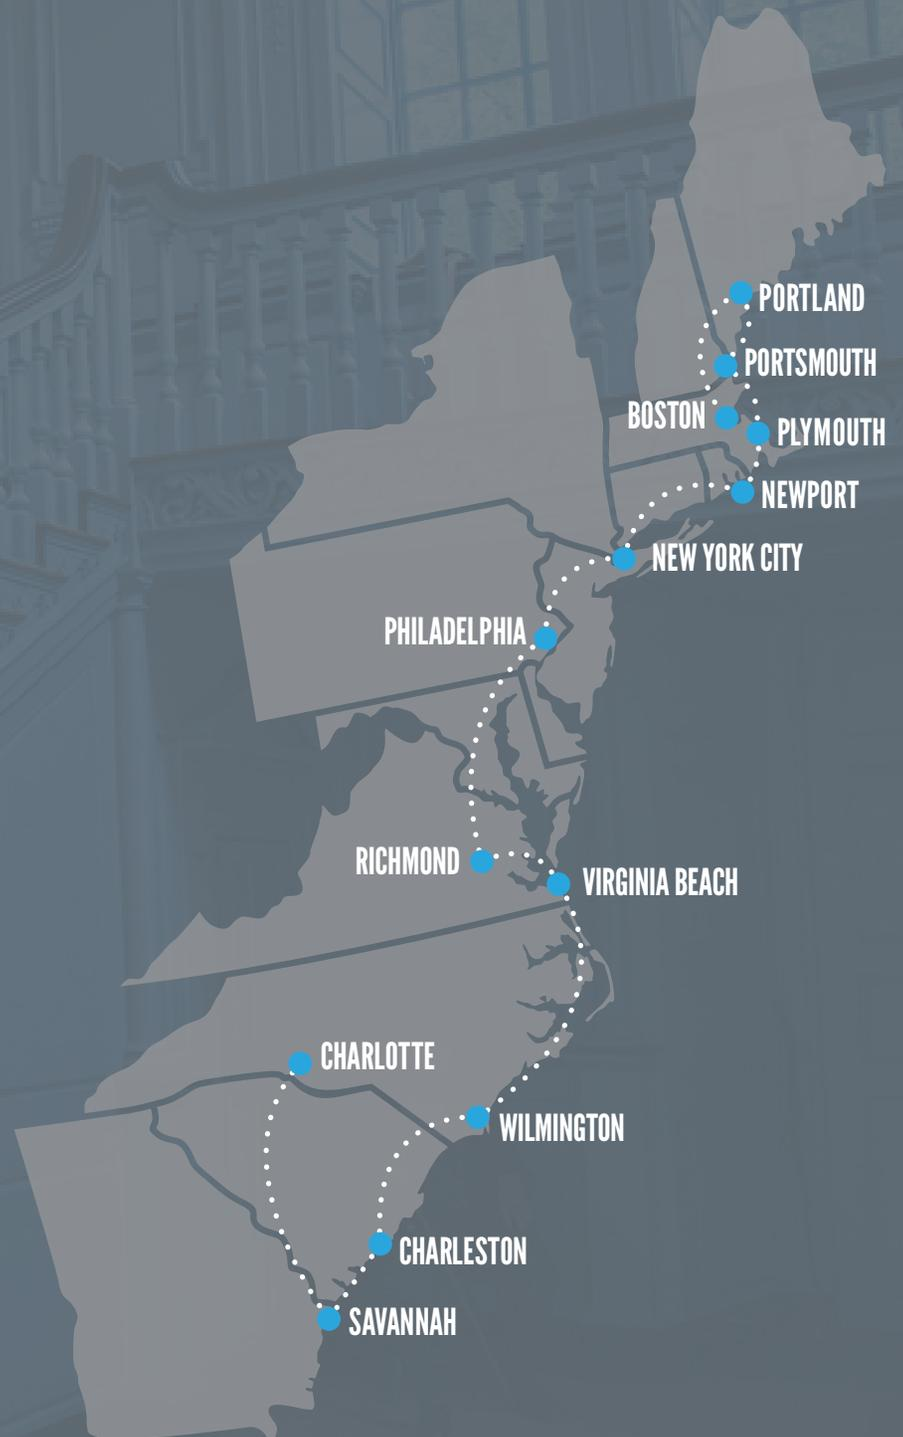 PORTLAND
PORTSMOUTH
BOSTON
PLYMOUTH
NEWPORT
NEW YORK CITY
PHILADELPHIA
RICHMOND
VIRGINIA BEACH
CHARLOTTE
WILMINGTON
CHARLESTON
SAVANNAH